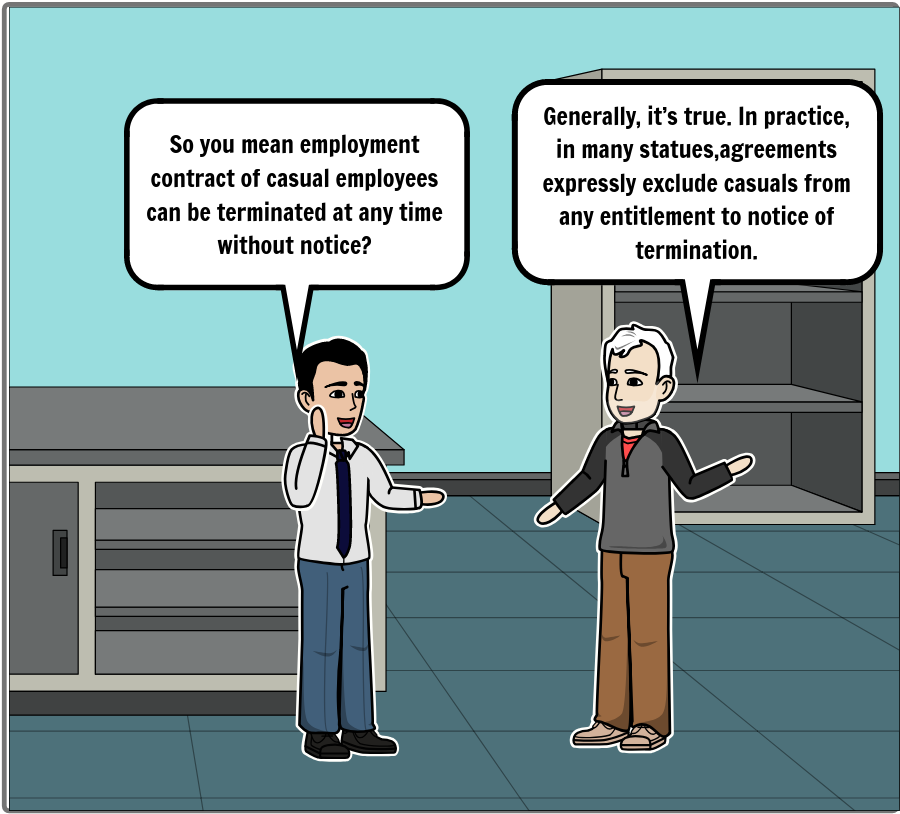 So you mean employment
contract of casual employees
can be terminated at any time
without notice?
Generally, it's true. In practice,
in many statues,agreements
expressly exclude casuals from
any entitlement to notice of
termination.